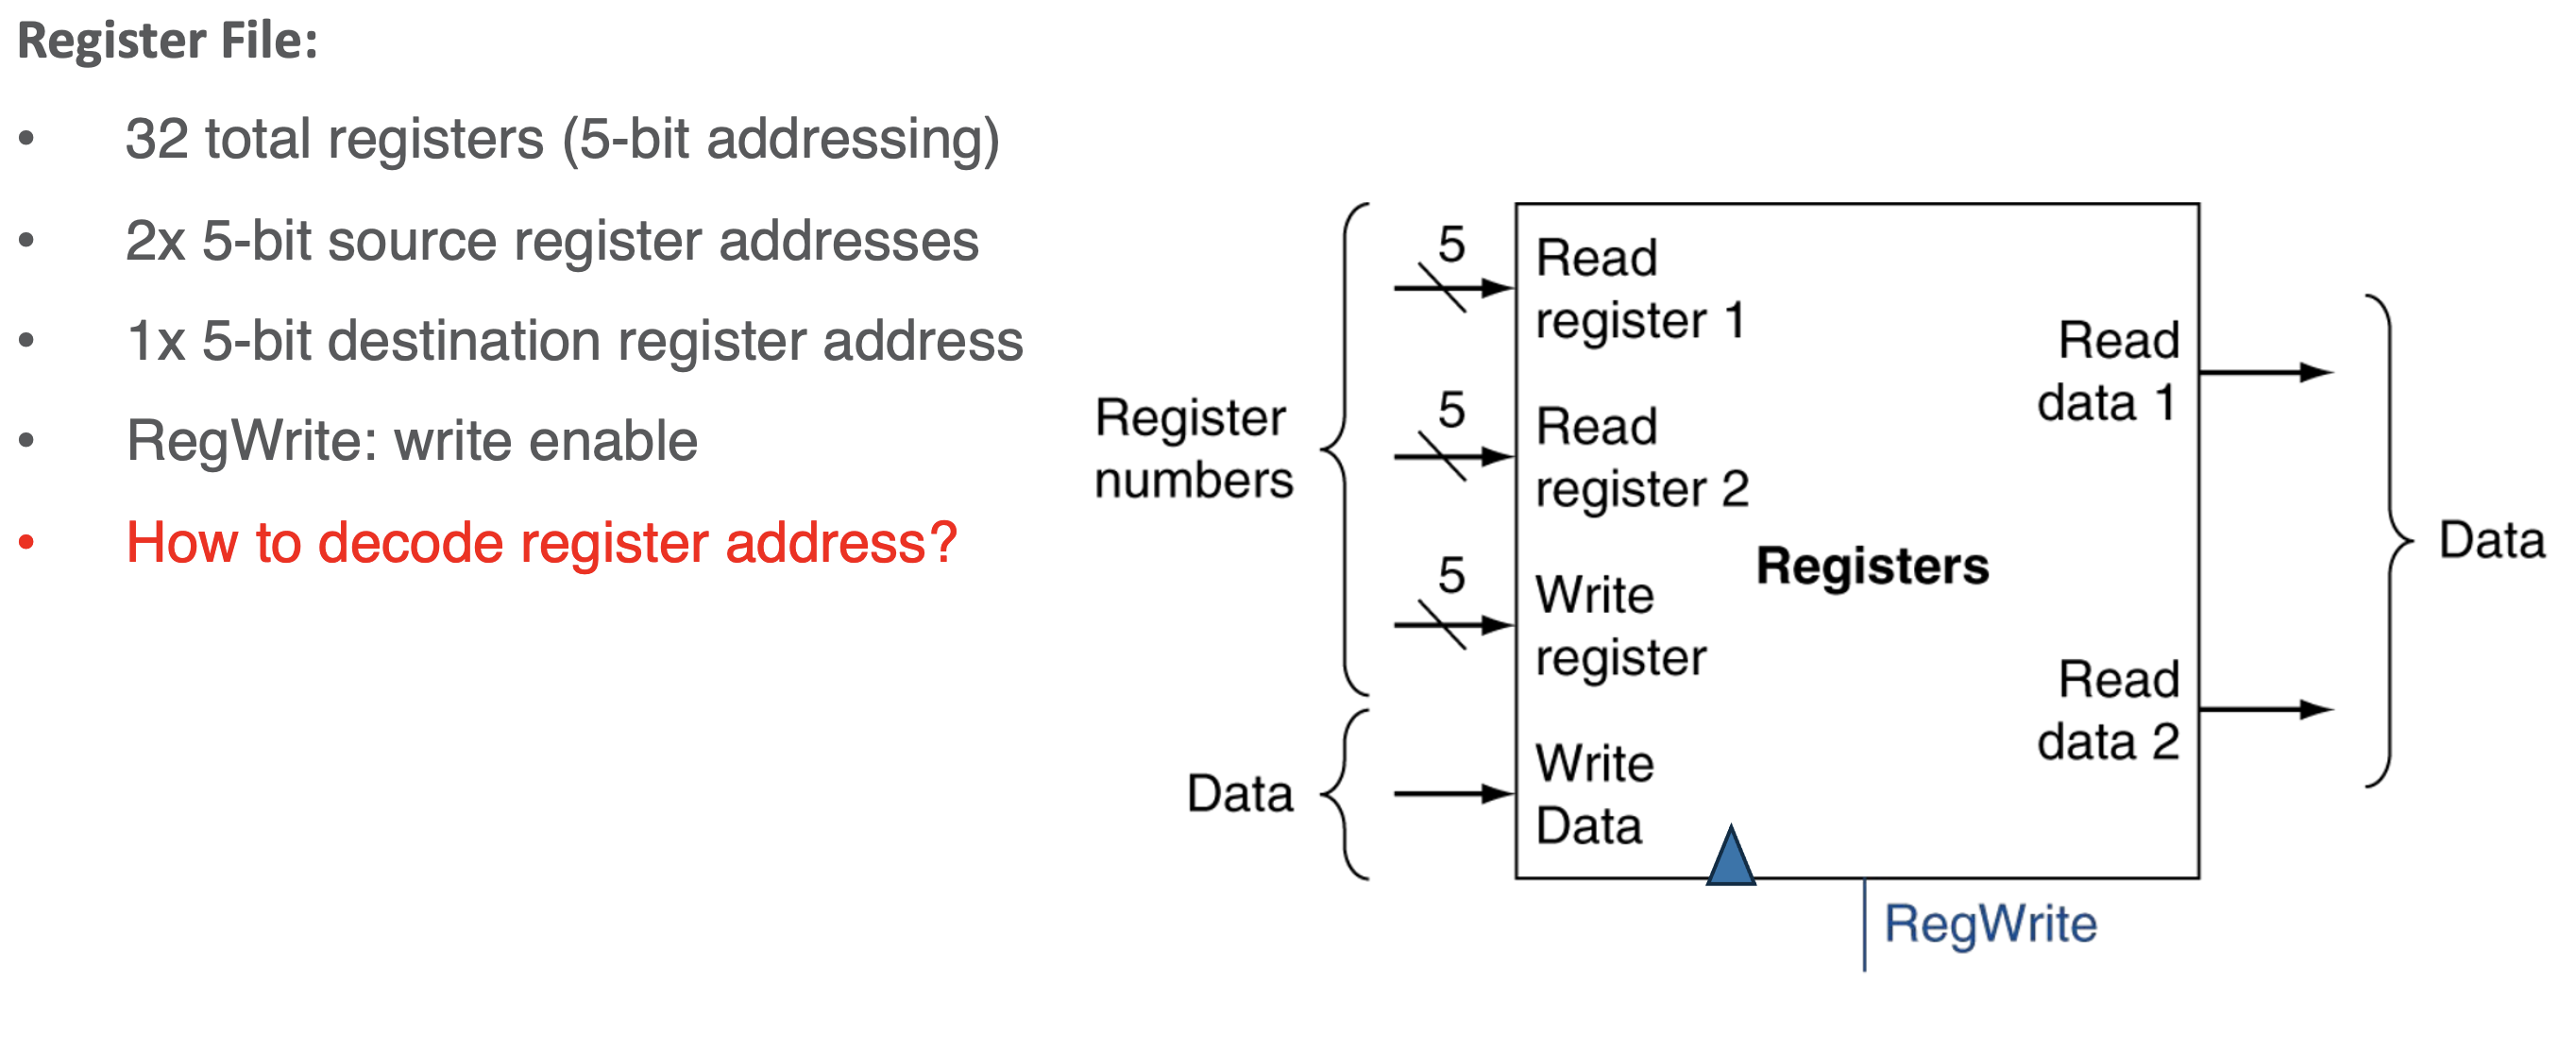 Register File:
• 32 total registers (5-bit addressing)
• 2x 5-bit source register addresses
• 1x 5-bit destination register address
• RegWrite: write enable
• How to decode register address?
Register
numbers
Data
5
5
5
Read
register 1
Read
register 2
Write
register
Write
Data
Registers
Read
data 1
Read
data 2
Data
RegWrite